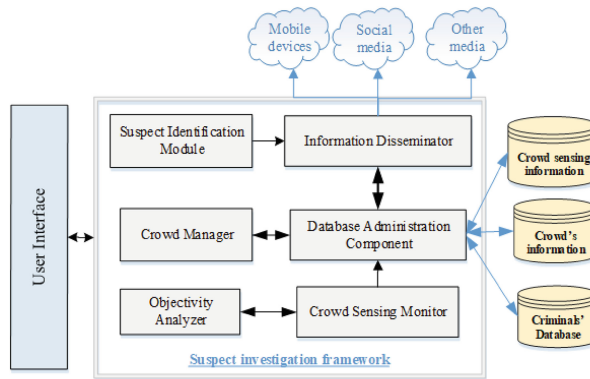 Mobile
devices
Social
media
Other
media
User Interface
Suspect Identification
Module
Information Disseminator
Crowd Manager
Database Administration
Component
Objectivity
Analyzer
Crowd Sensing Monitor
Suspect investigation framework
Crowd sensing
information
Crowd's
information
Criminals'
Database